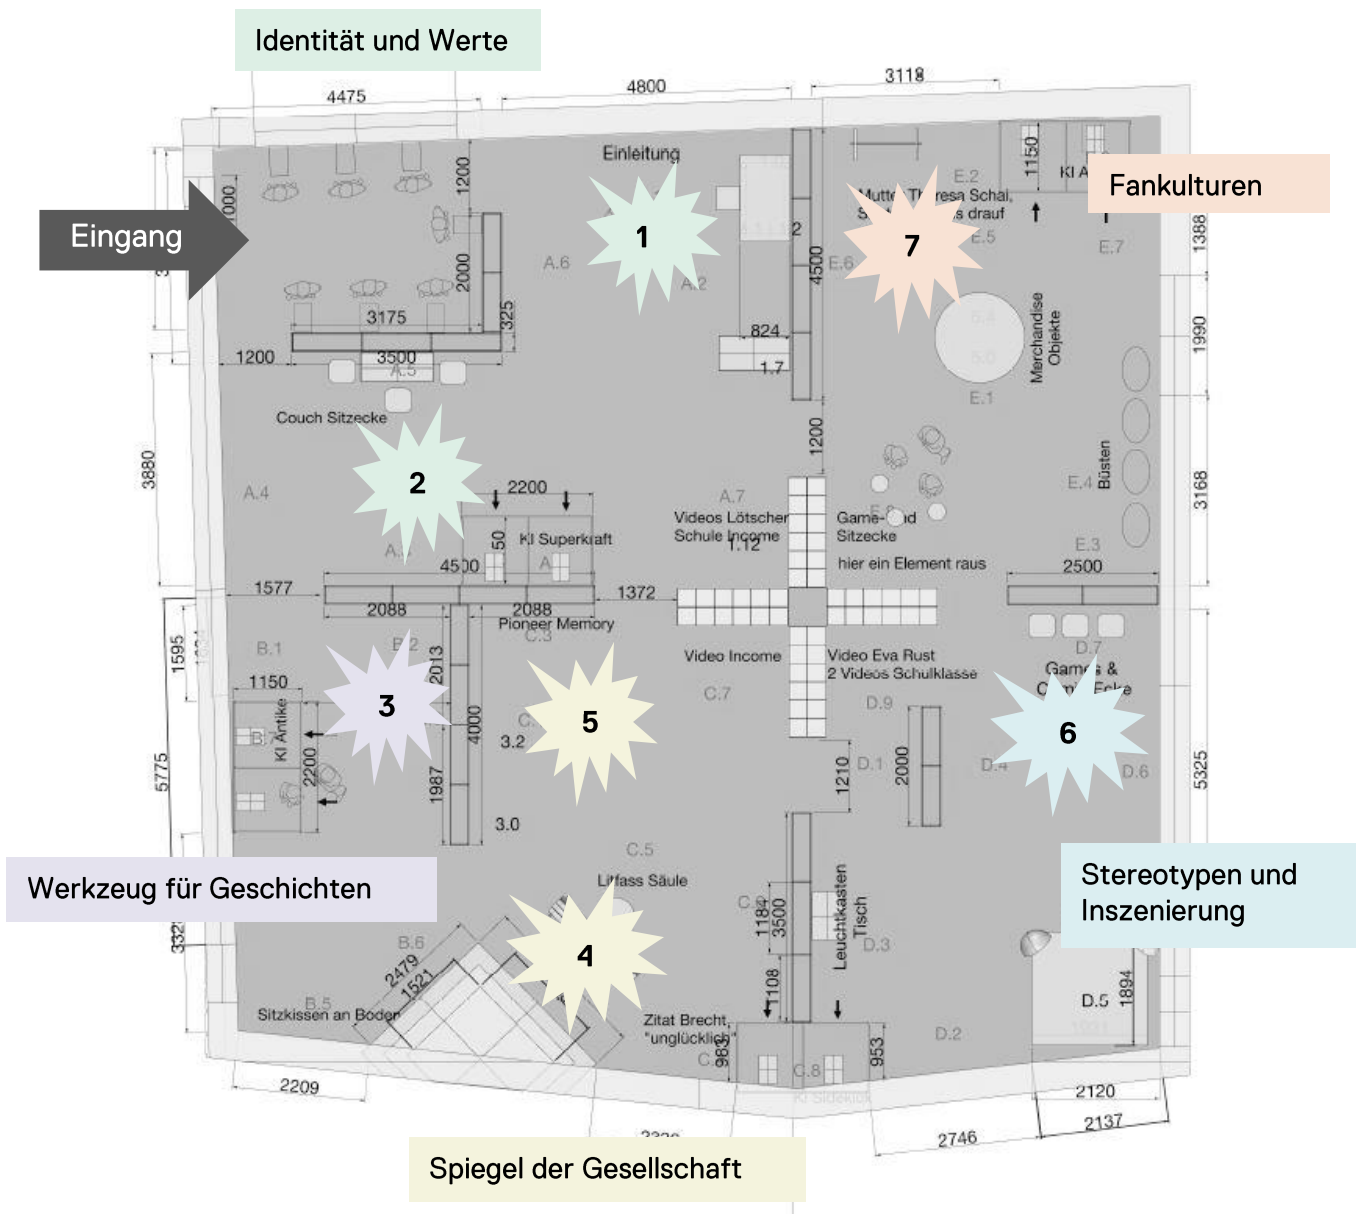 Identität und Werte
4475
4800
3118
Einleitung
1200
1000
1150
E.2
Fankulturen
Eingang
1
7
E.5
E.7
1388
A.6
A.2
E.6
4500
2000
3175
325
824
1.7
1200
3500
A.5
Merchandise
Objekte
1990
E.1
Couch Sitzecke
1200
3880
2
2200
A.4
A.7
Videos Lötscher
Schule Income
1.12
Sitzecke
hier ein Element raus
E.4
Büsten
3168
E.3
50
KI Superkraft
4500
2500
1577
2088
2088
1372
Pioneer Memory
C.3
B.1
1595
2013
Video Income
Video Eva Rust
2 Videos Schulklasse
D.7
Games &
1150
3
5
6
C.7
D.9
KI Antike
2200
4000
3.2
1987
3.0
5775
1210
2000
D.1
D.6
5325
Werkzeug für Geschichten
Stereotypen und
Inszenierung
C.5
Litfass Säule
4
1184
3500
1108
Leuchtkasten
Tisch
D.3
B.6
2479
1521
B.5
Sitzkissen an Boden
Zitat Brecht,
"unglücklich"
983
953
C.8
KI Sidekick
D.2
D.5
1894
2209
2120
2137
2746
Spiegel der Gesellschaft